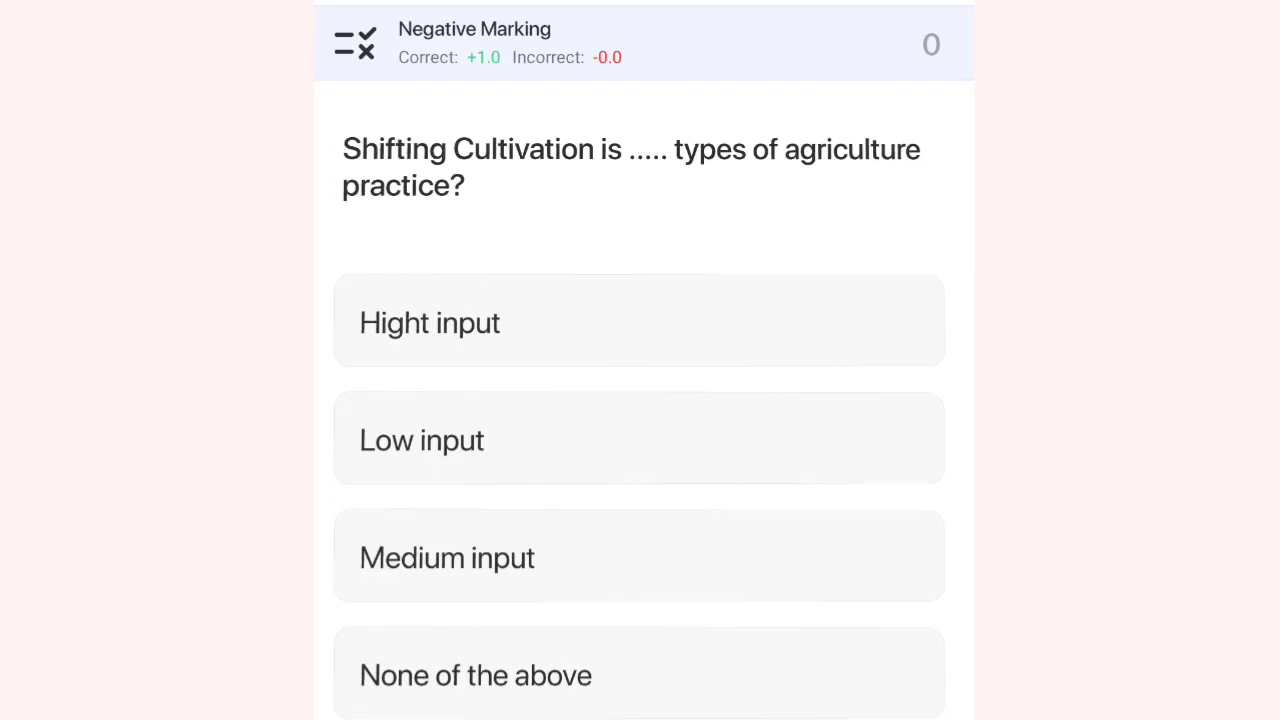 Negative Marking
Correct: +1.0 Incorrect: -0.0
0
Shifting Cultivation is ..... types of agriculture
practice?
Hight input
Low input
Medium input
None of the above